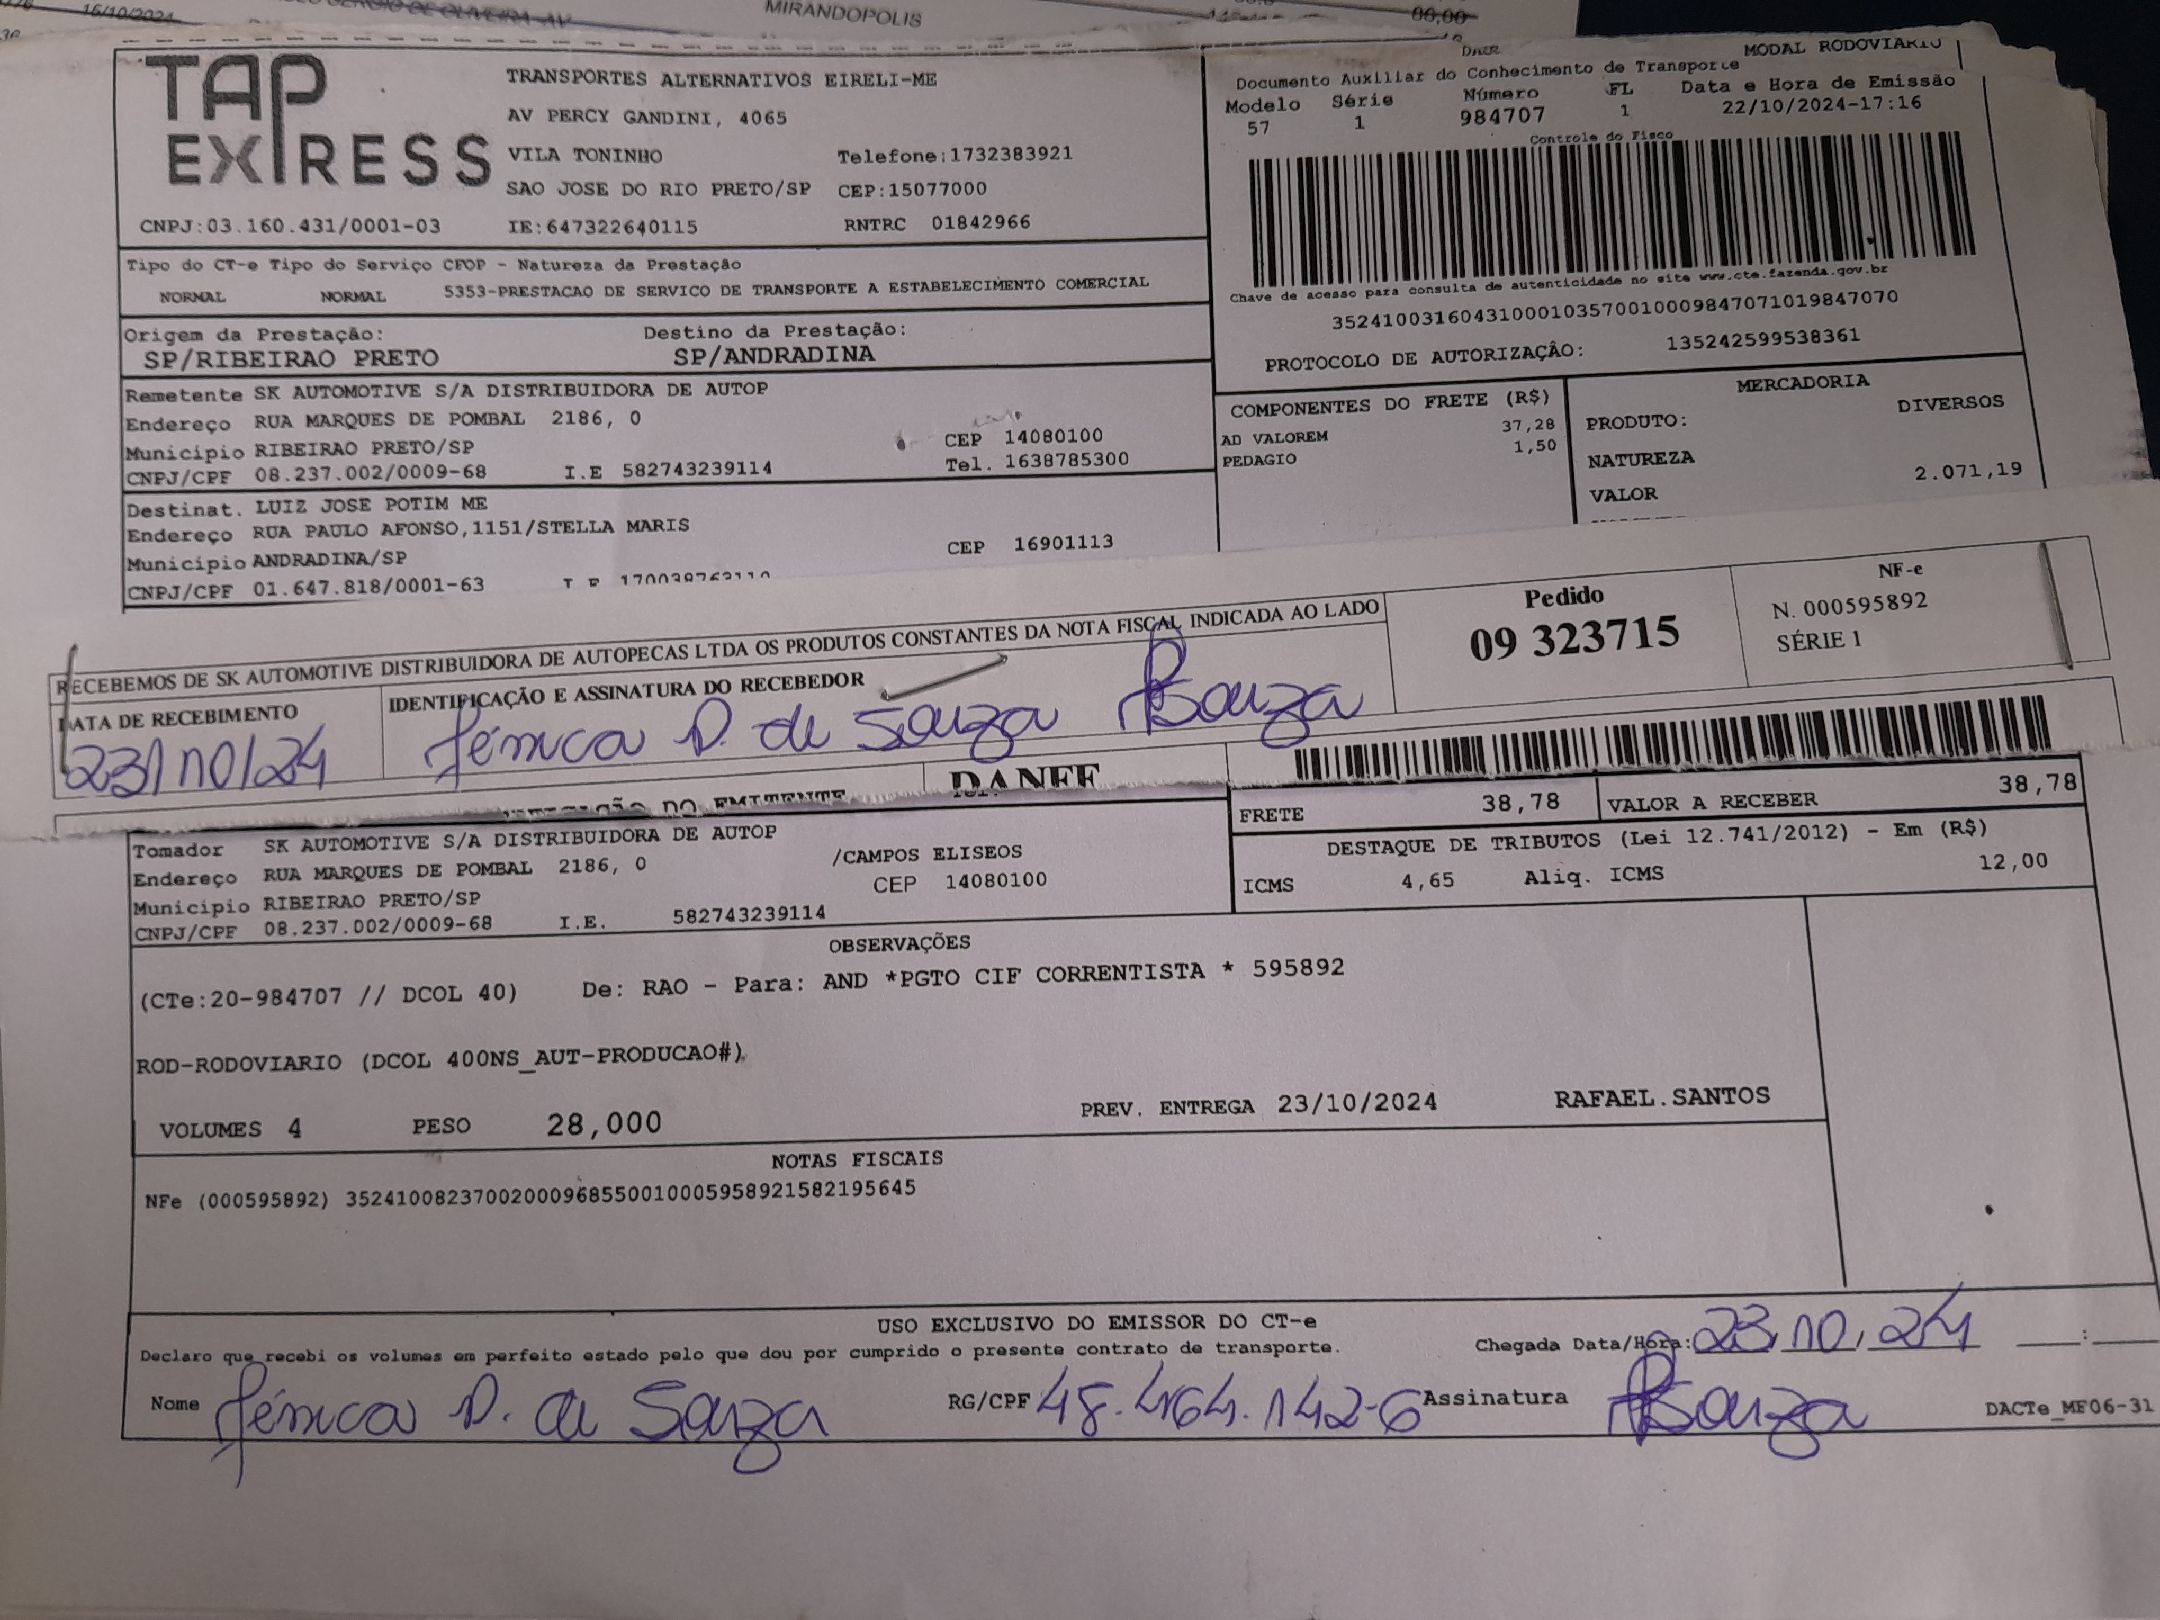 15/10/2024
MIRANDOPOLIS
00,00
TAP EXPRESS
TRANSPORTES ALTERNATIVOS EIRELI-ME
AV PERCY GANDINI, 4065
VILA TONINHO Telefone:1732383921
SAO JOSE DO RIO PRETO/SP CEP:15077000
CNPJ:03.160.431/0001-03 IE:647322640115 RNTRC 01842966
MODAL RODOVIARIO
Documento Auxiliar do Conhecimento de Transporte
Modelo Série Número FL Data e Hora de Emissão
57 1 984707 1 22/10/2024-17:16
Controle do Fisco
Chave de acesso para consulta de autenticidade no site www.cte.fazenda.gov.br
35241003160431000103570010009847071019847070
PROTOCOLO DE AUTORIZAÇÂO: 135242599538361
Tipo do CT-e Tipo do Serviço CFOP - Natureza da Prestação
NORMAL NORMAL 5353-PRESTACAO DE SERVICO DE TRANSPORTE A ESTABELECIMENTO COMERCIAL
Origem da Prestação: Destino da Prestação:
SP/RIBEIRAO PRETO SP/ANDRADINA
Remetente SK AUTOMOTIVE S/A DISTRIBUIDORA DE AUTOP
Endereço RUA MARQUES DE POMBAL 2186, 0
Município RIBEIRAO PRETO/SP CEP 14080100
CNPJ/CPF 08.237.002/0009-68 I.E 582743239114 Tel. 1638785300
COMPONENTES DO FRETE (R$)
AD VALOREM 37,28
PEDAGIO 1,50
MERCADORIA
PRODUTO: DIVERSOS
NATUREZA
VALOR 2.071,19
Destinat. LUIZ JOSE POTIM ME
Endereço RUA PAULO AFONSO,1151/STELLA MARIS
Município ANDRADINA/SP CEP 16901113
CNPJ/CPF 01.647.818/0001-63
RECEBEMOS DE SK AUTOMOTIVE DISTRIBUIDORA DE AUTOPECAS LTDA OS PRODUTOS CONSTANTES DA NOTA FISCAL INDICADA AO LADO
Pedido
09 323715
NF-e
N. 000595892
SÉRIE 1
DATA DE RECEBIMENTO
23/10/24
IDENTIFICAÇÃO E ASSINATURA DO RECEBEDOR
Jéssica D. de Souza Souza
DO EMITENTE
DANFE
FRETE 38,78 VALOR A RECEBER 38,78
DESTAQUE DE TRIBUTOS (Lei 12.741/2012) - Em (R$)
ICMS 4,65 Aliq. ICMS 12,00
Tomador SK AUTOMOTIVE S/A DISTRIBUIDORA DE AUTOP
Endereço RUA MARQUES DE POMBAL 2186, 0 /CAMPOS ELISEOS
Município RIBEIRAO PRETO/SP CEP 14080100
CNPJ/CPF 08.237.002/0009-68 I.E. 582743239114
OBSERVAÇÕES
(CTe:20-984707 // DCOL 40) De: RAO - Para: AND *PGTO CIF CORRENTISTA * 595892
ROD-RODOVIARIO (DCOL 400NS_AUT-PRODUCAO#)
VOLUMES 4 PESO 28,000 PREV. ENTREGA 23/10/2024 RAFAEL.SANTOS
NOTAS FISCAIS
NFe (000595892) 35241008237002000968550010005958921582195645
USO EXCLUSIVO DO EMISSOR DO CT-e
Declaro que recebi os volumes em perfeito estado pelo que dou por cumprido o presente contrato de transporte. Chegada Data/Hora: 23/10/24 :
Nome Jéssica D. de Souza RG/CPF 48.464.142-6 Assinatura Souza
DACTe_MF06-31